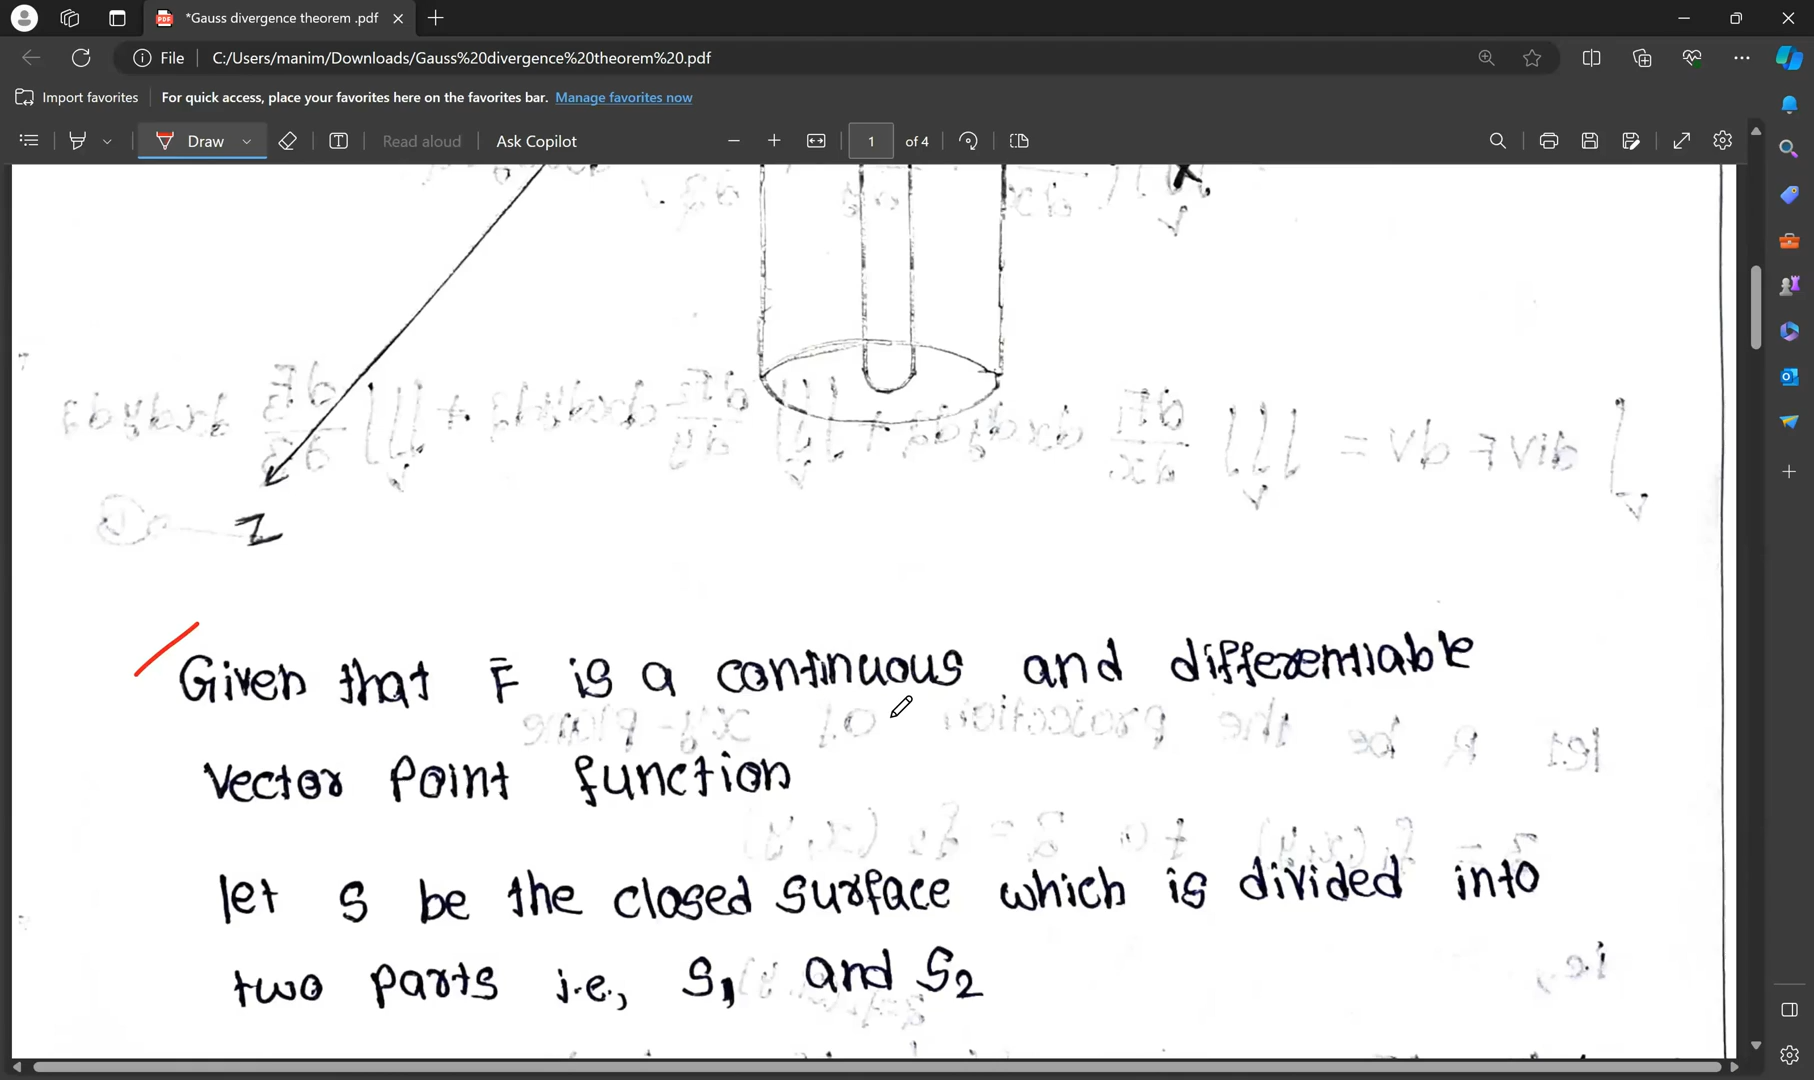 *Gauss divergence theorem .pdf
File C:/Users/manim/Downloads/Gauss%20divergence%20theorem%20.pdf
Import favorites For quick access, place your favorites here on the favorites bar. Manage favorites now
Draw Read aloud Ask Copilot 1 of 4
X
Z
Given that F̄ is a continuous and differentiable
Vector Point function
let S be the closed surface which is divided into
two parts i.e., S₁ and S₂